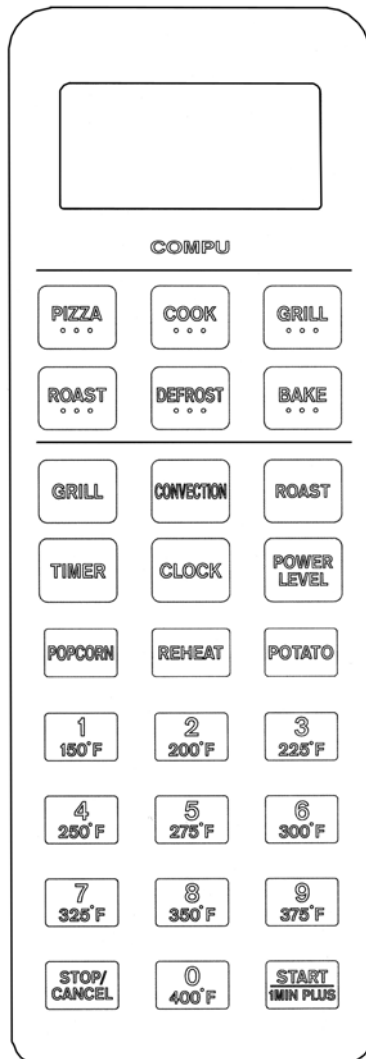 COMPU
PIZZA COOK GRILL
ROAST DEFROST BAKE
GRILL CONVECTION ROAST
TIMER CLOCK POWER
LEVEL
POPCORN REHEAT POTATO
1 2 3
150°F 200°F 225°F
4 5 6
250°F 275°F 300°F
7 8 9
325°F 350°F 375°F
STOP/ 0 START
CANCEL 400°F 1MIN PLUS